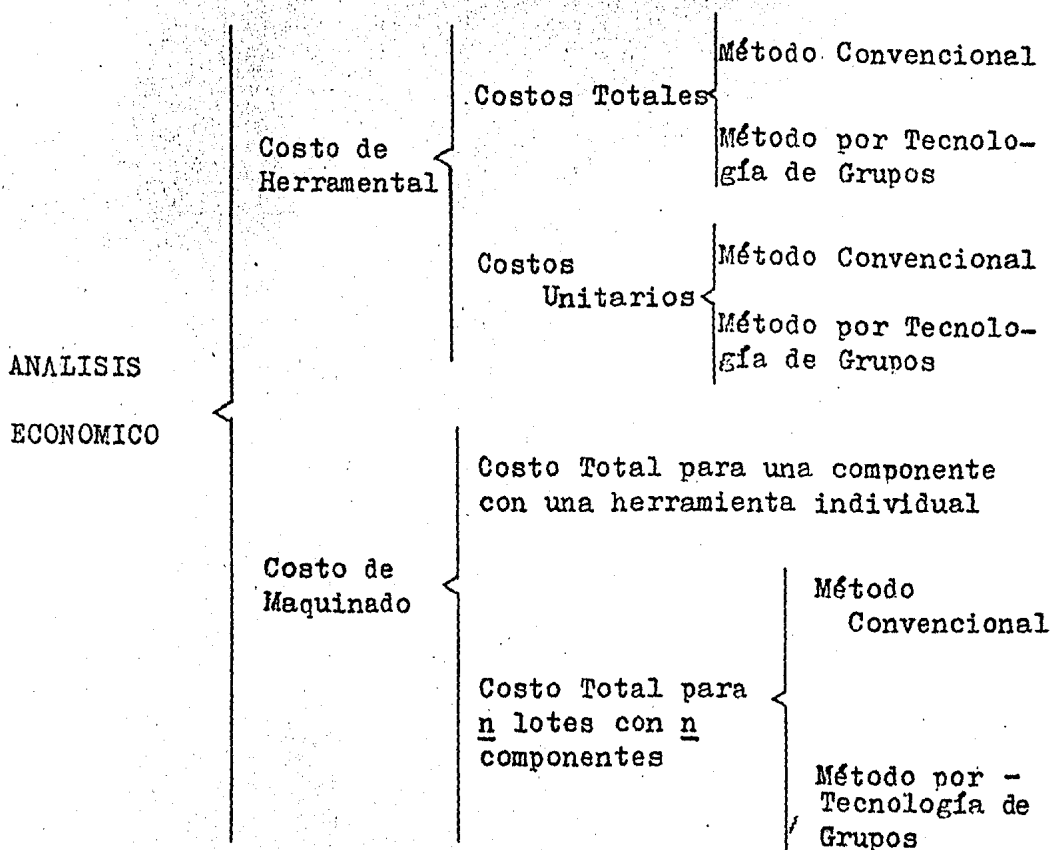 ANALISIS
ECONOMICO
Costo de
Herramental
Costos Totales
Método Convencional
Método por Tecnolo-
gía de Grupos
Costos
Unitarios
Método Convencional
Método por Tecnolo-
gía de Grupos
Costo de
Maquinado
Costo Total para una componente
con una herramienta individual
Costo Total para
n lotes con n
componentes
Método
Convencional
Método por -
Tecnología de
Grupos